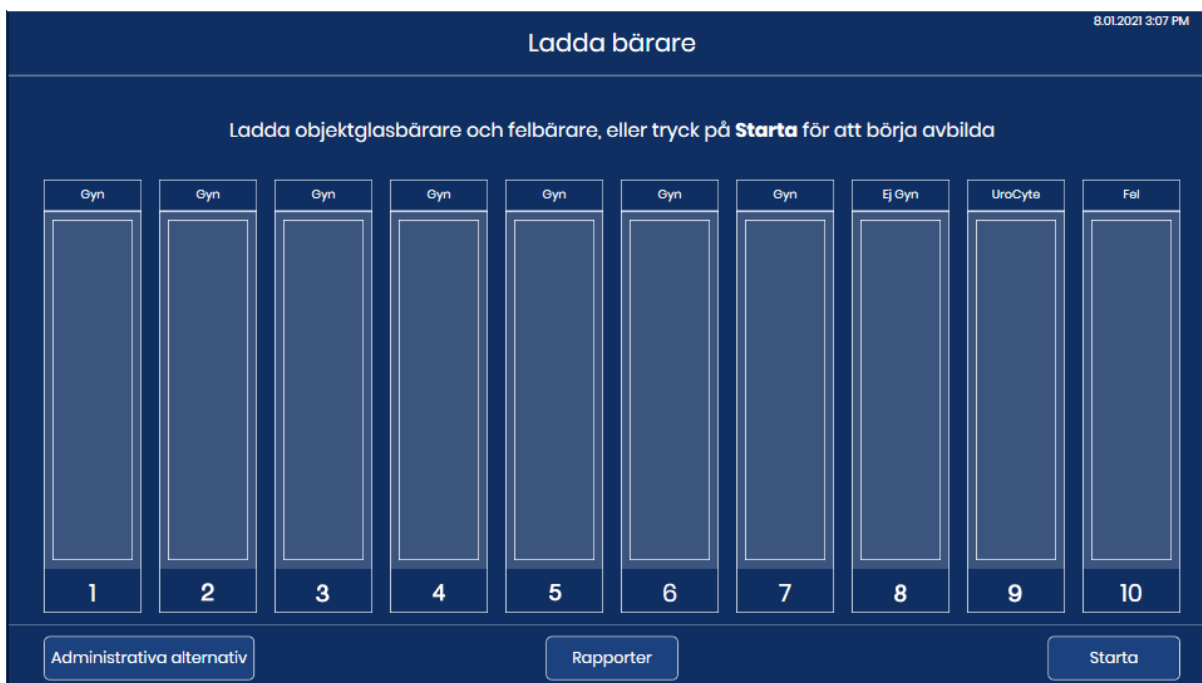 8.01.2021 3:07 PM
Ladda bärare
Ladda objektglasbärare och felbärare, eller tryck på Starta för att börja avbilda
Gyn Gyn Gyn Gyn Gyn Gyn Gyn Ej Gyn UroCyte Fel
1 2 3 4 5 6 7 8 9 10
Administrativa alternativ Rapporter Starta